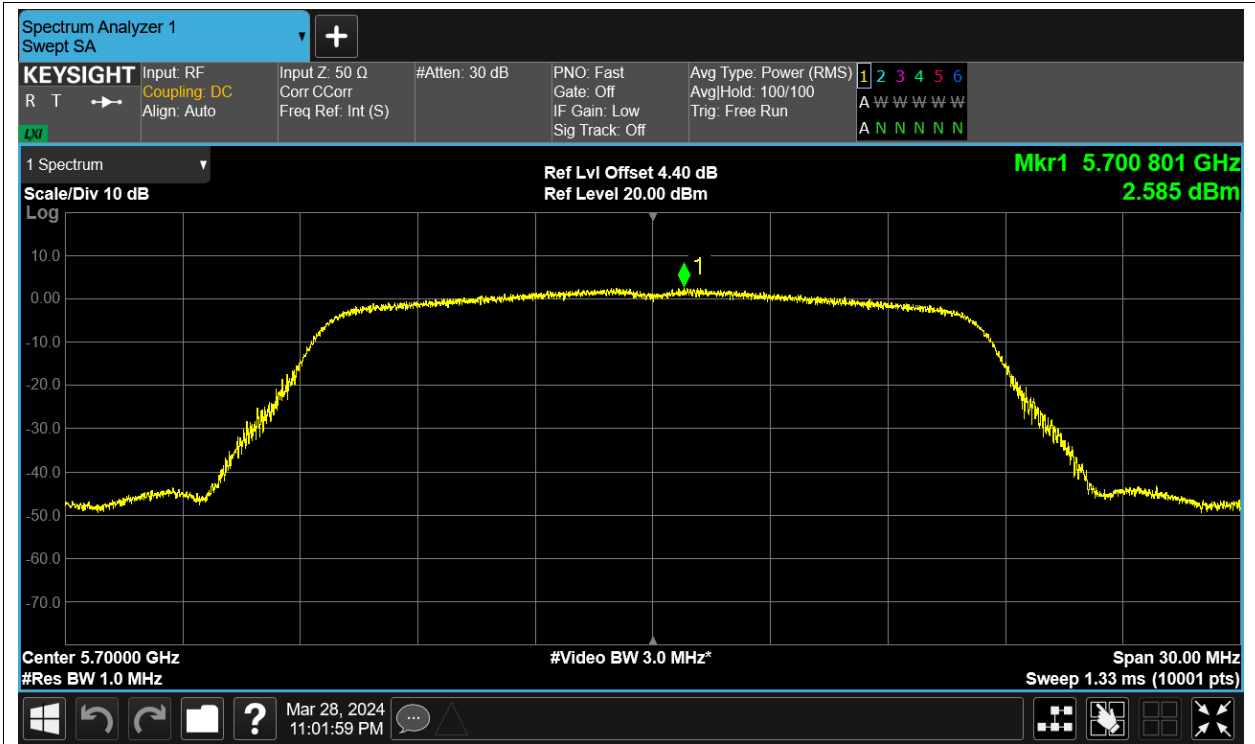 Spectrum Analyzer 1
Swept SA
KEYSIGHT
R T
LXI
Input: RF
Coupling: DC
Align: Auto
Input Z: 50 Ω
Corr CCorr
Freq Ref: Int (S)
#Atten: 30 dB
PNO: Fast
Gate: Off
IF Gain: Low
Sig Track: Off
Avg Type: Power (RMS)
Avg|Hold: 100/100
Trig: Free Run
1 2 3 4 5 6
A W W W W W
A N N N N N
1 Spectrum
Scale/Div 10 dB
Log
Ref Lvl Offset 4.40 dB
Ref Level 20.00 dBm
Mkr1 5.700 801 GHz
2.585 dBm
1
10.0
0.00
-10.0
-20.0
-30.0
-40.0
-50.0
-60.0
-70.0
Center 5.70000 GHz
#Res BW 1.0 MHz
#Video BW 3.0 MHz*
Span 30.00 MHz
Sweep 1.33 ms (10001 pts)
?
Mar 28, 2024
11:01:59 PM